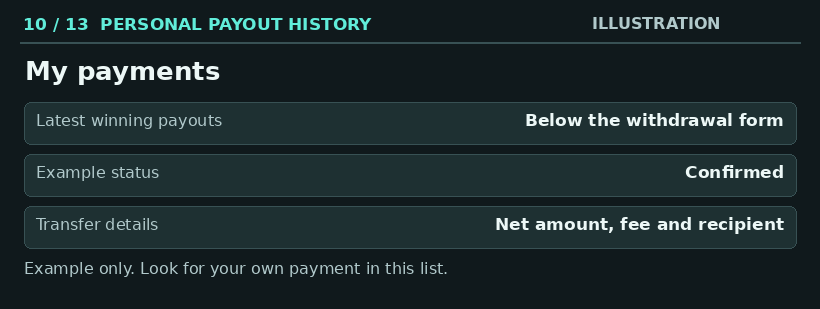 10 / 13 PERSONAL PAYOUT HISTORY ILLUSTRATION
My payments
Latest winning payouts Below the withdrawal form
Example status Confirmed
Transfer details Net amount, fee and recipient
Example only. Look for your own payment in this list.